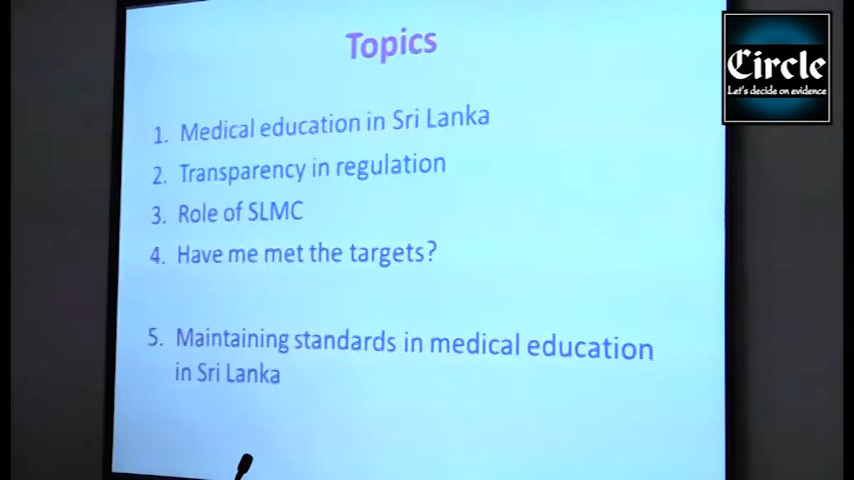 Topics
1. Medical education in Sri Lanka
2. Transparency in regulation
3. Role of SLMC
4. Have me met the targets?
5. Maintaining standards in medical education
in Sri Lanka
Circle
Let's decide on evidence